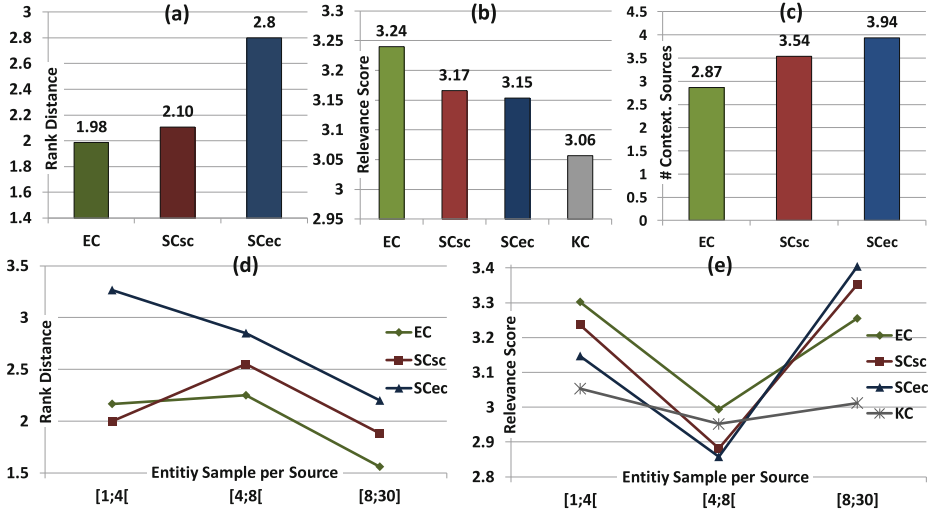 (a)
Rank Distance
3
2.8
2.6
2.4
2.2
2
1.8
1.6
1.4
1.98
2.10
2.8
EC SCsc SCec
(b)
Relevance Score
3.25
3.2
3.15
3.1
3.05
3
2.95
3.24
3.17
3.15
3.06
EC SCsc SCec KC
(c)
# Context. Sources
4.5
4
3.5
3
2.5
2
1.5
1
0.5
0
2.87
3.54
3.94
EC SCsc SCec
(d)
Rank Distance
3.5
3
2.5
2
1.5
EC
SCsc
SCec
Entitiy Sample per Source
[1;4[ [4;8[ [8;30]
(e)
Relevance Score
3.4
3.3
3.2
3.1
3
2.9
2.8
EC
SCsc
SCec
KC
Entitiy Sample per Source
[1;4[ [4;8[ [8;30]